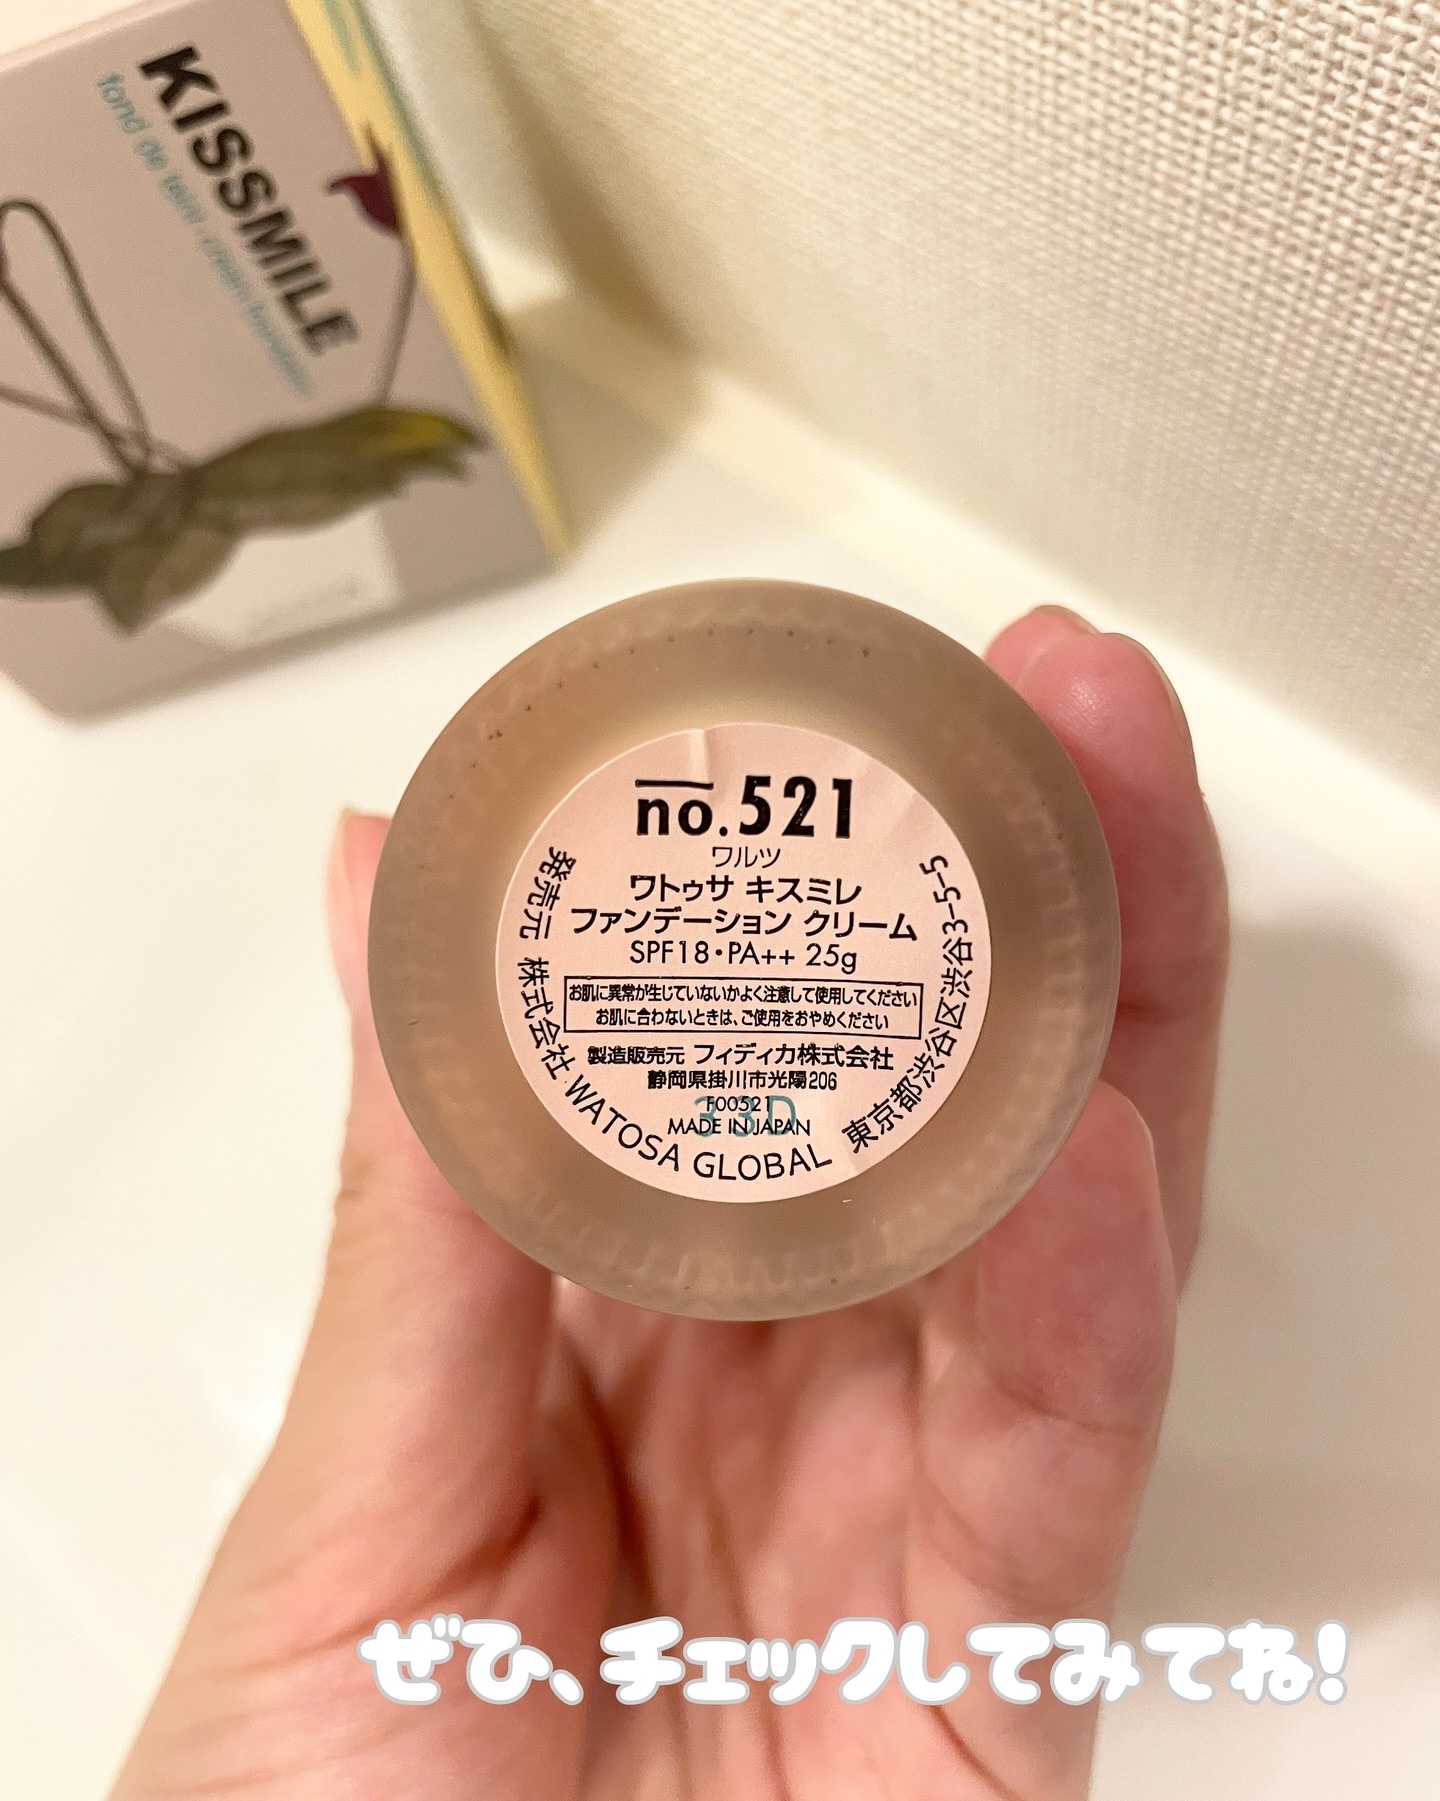 KISSMILE
fond de teint・cream foundation
no.521
ワルツ
ワトゥサ キスミレ
ファンデーション クリーム
SPF18・PA++ 25g
お肌に異常が生じていないかよく注意して使用してください
お肌に合わないときは、ご使用をおやめください
製造販売元 フィディカ株式会社
静岡県掛川市光陽206
F00521
33D
MADE IN JAPAN
発売元 株式会社 WATOSA GLOBAL 東京都渋谷区渋谷3-5-5
ぜひ、チェックしてみてね!